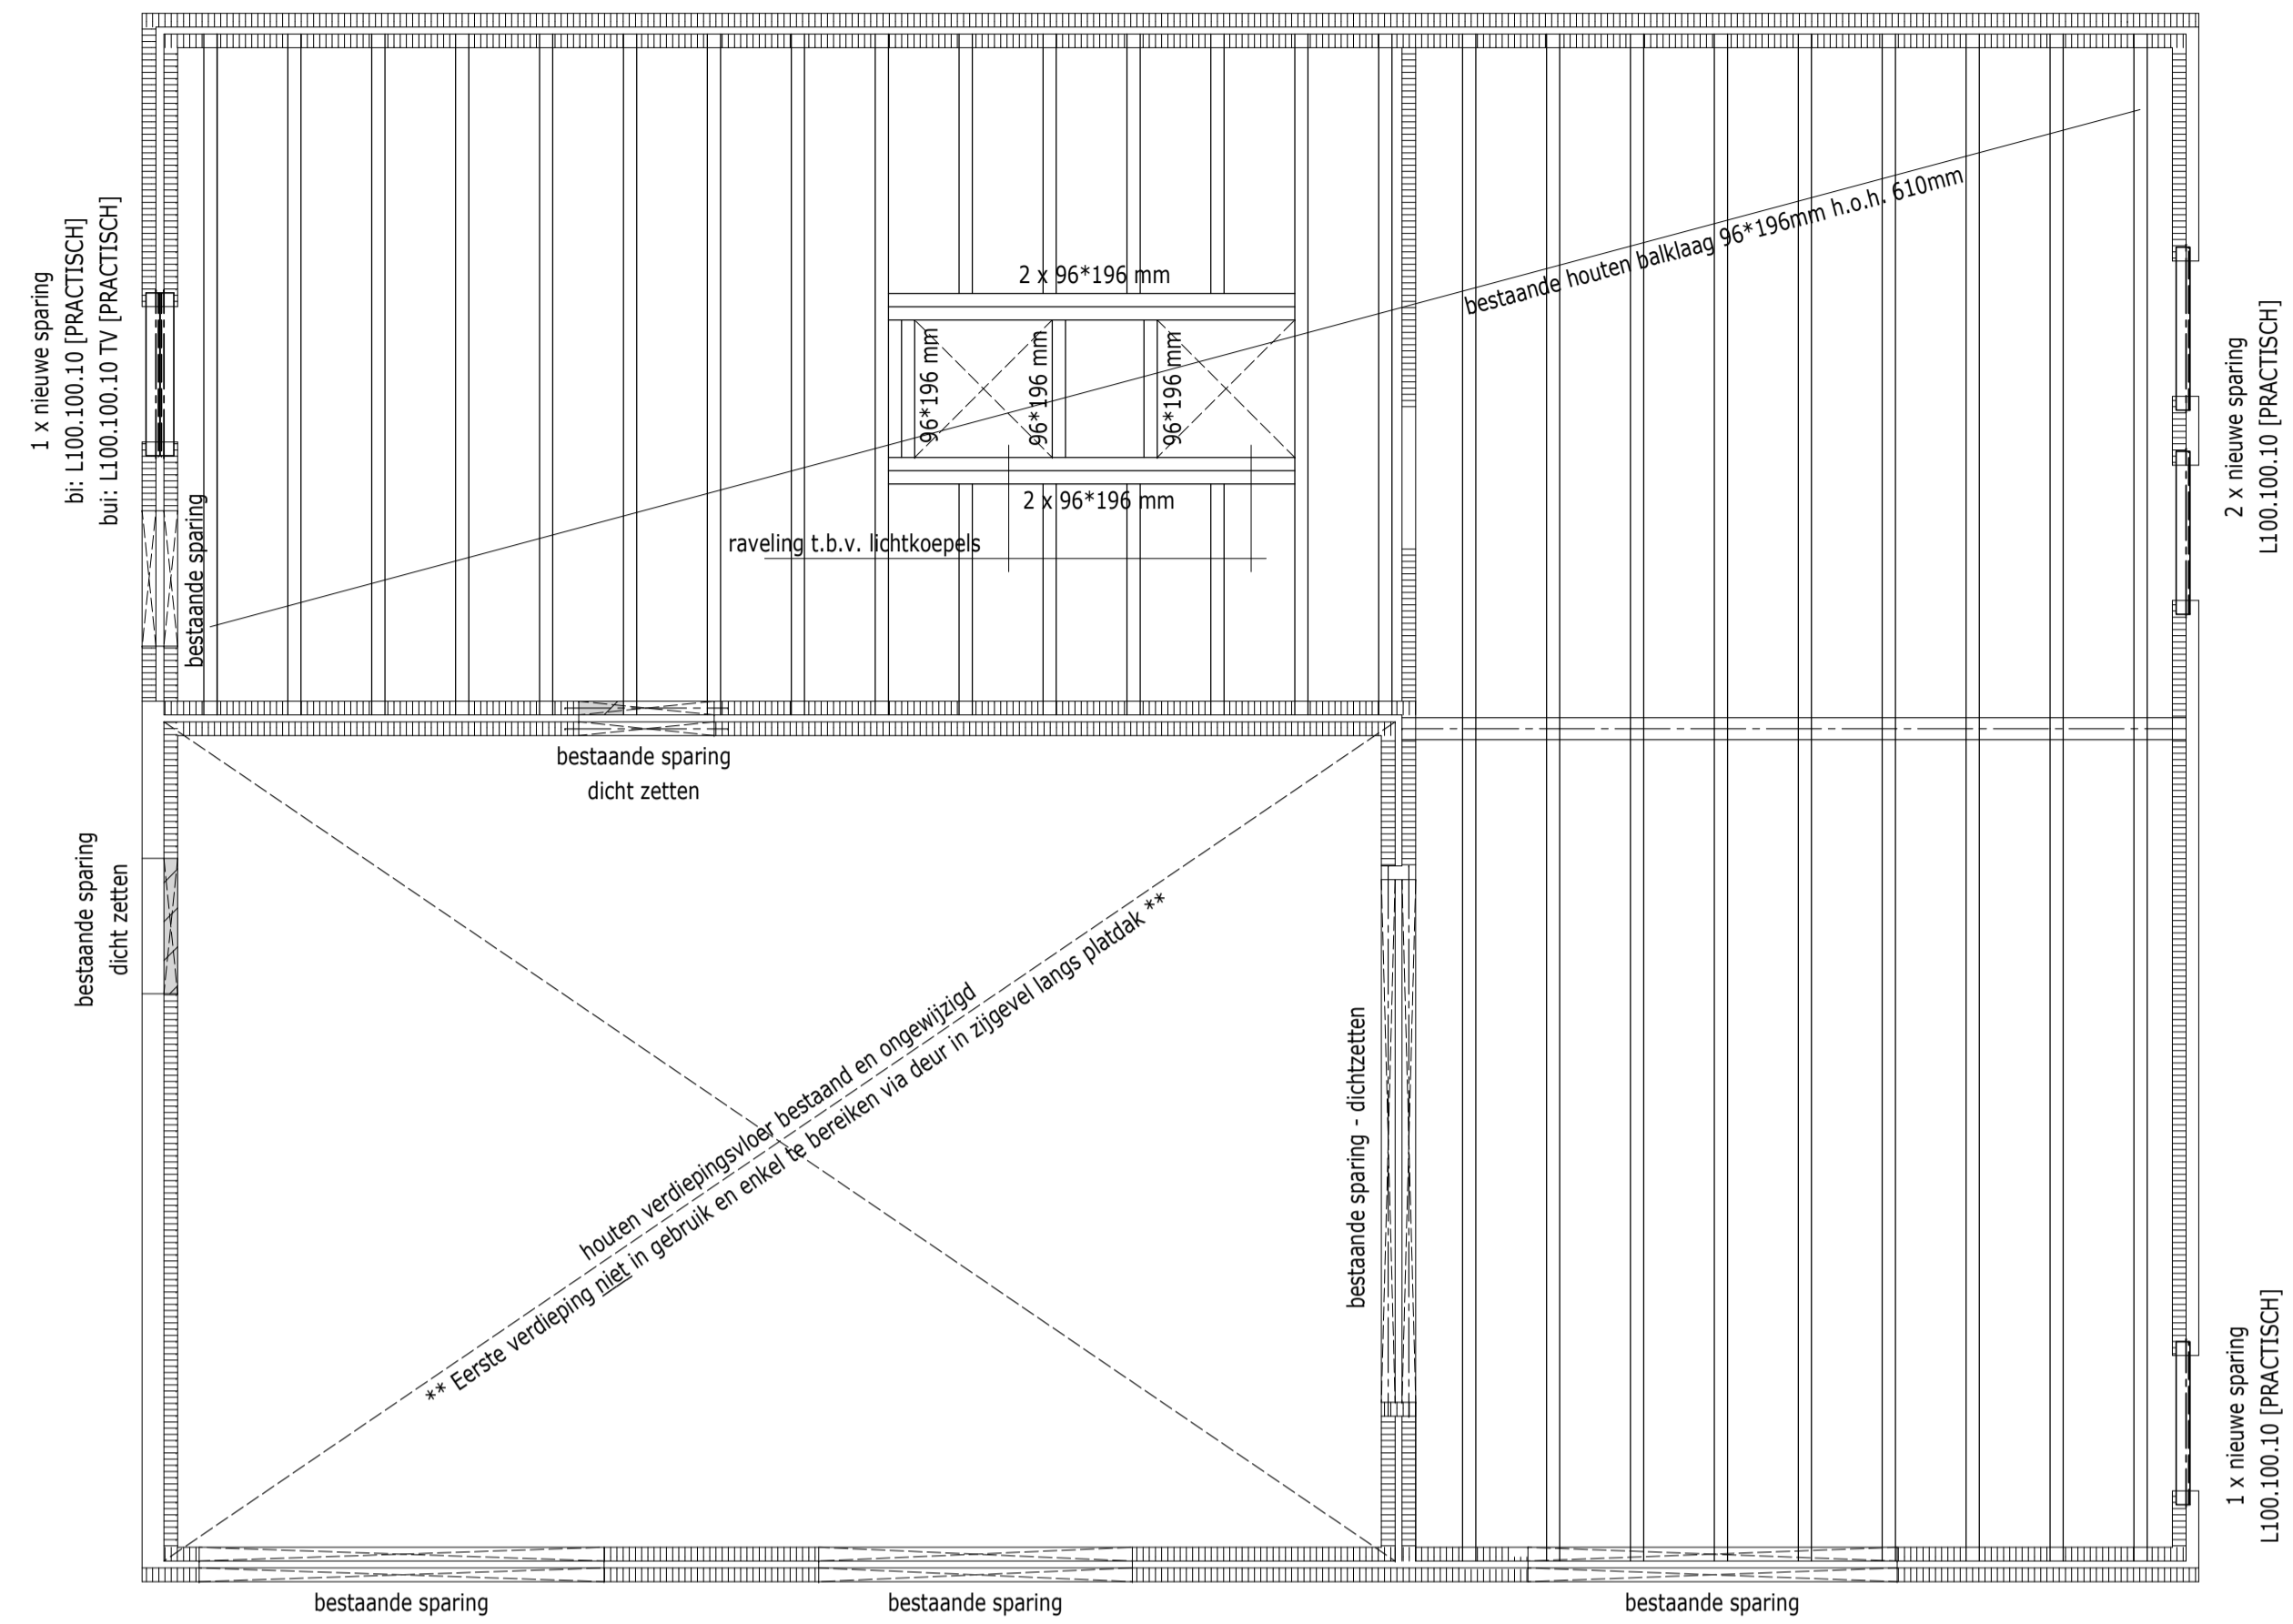 1 x nieuwe sparing
bi: L100.100.10 [PRACTISCH]
bui: L100.100.10 TV [PRACTISCH]
bestaande sparing
2 x 96*196 mm
96*196 mm
96*196 mm
96*196 mm
2 x 96*196 mm
raveling t.b.v. lichtkoepels
bestaande houten balklaag 96*196mm h.o.h. 610mm
2 x nieuwe sparing
L100.100.10 [PRACTISCH]
bestaande sparing
dicht zetten
bestaande sparing
dicht zetten
houten verdiepingsvloer bestaand en ongewijzigd
** Eerste verdieping niet in gebruik en enkel te bereiken via deur in zijgevel langs platdak **
bestaande sparing - dichtzetten
1 x nieuwe sparing
L100.100.10 [PRACTISCH]
bestaande sparing
bestaande sparing
bestaande sparing